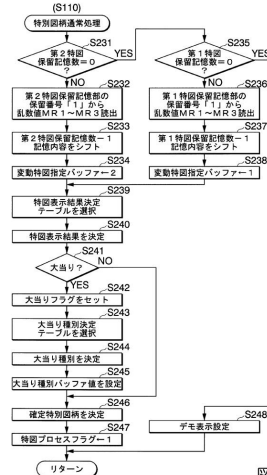 (S110)
特別図柄通常処理
S231
第2特図
保留記憶数=0
?
YES
NO
S232
第2特図保留記憶部の
保留番号「1」から
乱数値MR1～MR3読出
S233
第2特図保留記憶数－1
記憶内容をシフト
S234
変動特図指定バッファー2
S235
第1特図
保留記憶数=0
?
YES
NO
S236
第1特図保留記憶部の
保留番号「1」から
乱数値MR1～MR3読出
S237
第1特図保留記憶数－1
記憶内容をシフト
S238
変動特図指定バッファー1
S239
特図表示結果決定
テーブルを選択
S240
特図表示結果を決定
S241
大当り?
NO
YES
S242
大当りフラグをセット
S243
大当り種別決定
テーブルを選択
S244
大当り種別を決定
S245
大当り種別バッファ値を設定
S246
確定特別図柄を決定
S247
特図プロセスフラグー1
S248
デモ表示設定
リターン